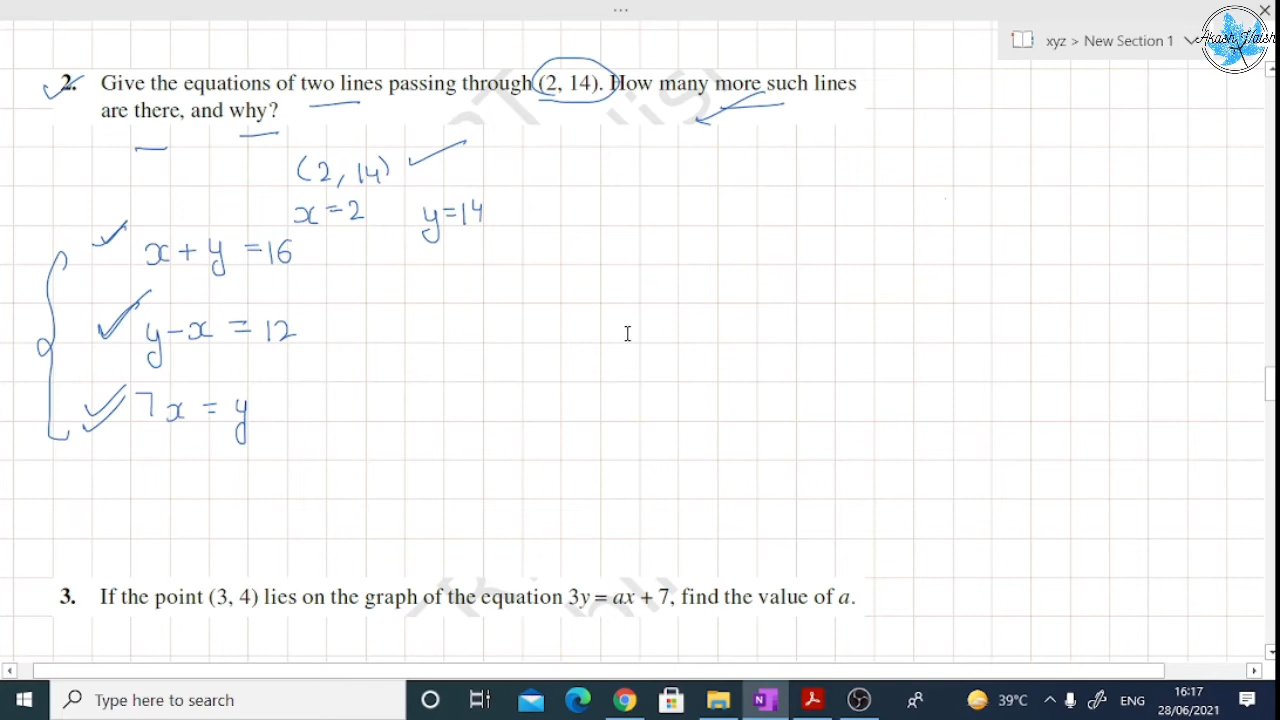 xyz > New Section 1
Akash Jaish
2. Give the equations of two lines passing through (2, 14). How many more such lines
are there, and why?
(2, 14)
x = 2 y = 14
x + y = 16
y - x = 12
7x = y
3. If the point (3, 4) lies on the graph of the equation 3y = ax + 7, find the value of a.
Type here to search
39°C
ENG
16:17
28/06/2021